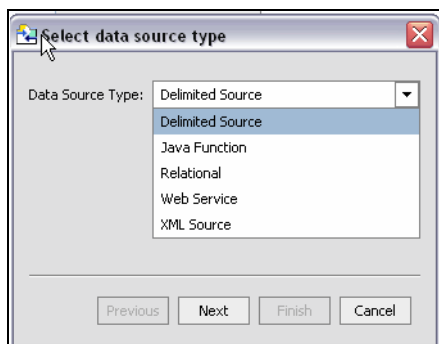 Select data source type
Data Source Type: Delimited Source
Delimited Source
Java Function
Relational
Web Service
XML Source
Previous Next Finish Cancel